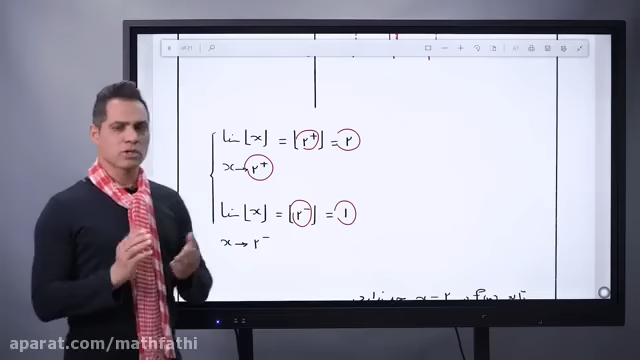 lim [x] = [۲⁺] = ۲
x → ۲⁺
lim [x] = [۲⁻] = ۱
x → ۲⁻
aparat.com/mathfathi